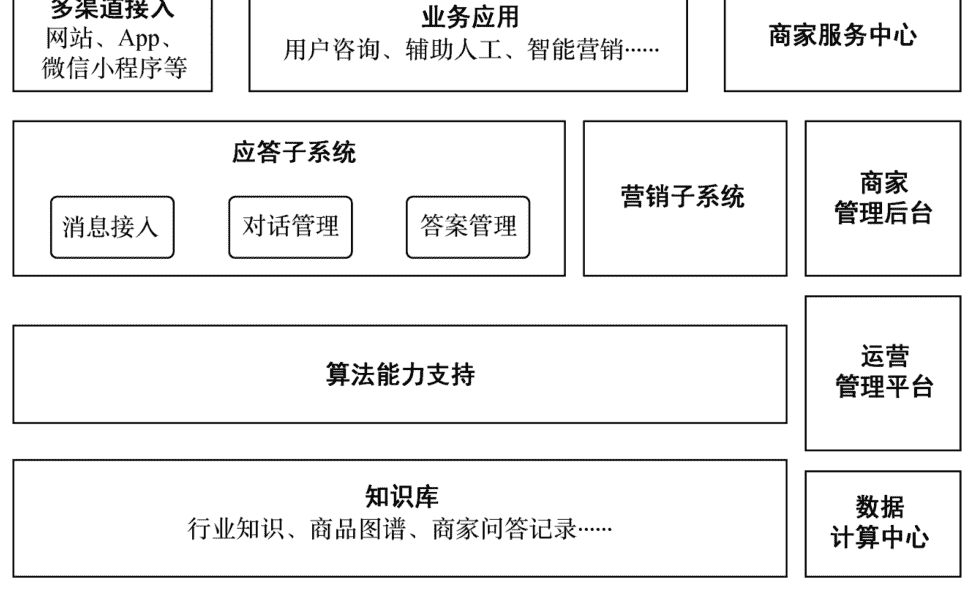 多渠道接入
网站、App、
微信小程序等
业务应用
用户咨询、辅助人工、智能营销······
商家服务中心
应答子系统
消息接入
对话管理
答案管理
营销子系统
商家
管理后台
算法能力支持
运营
管理平台
知识库
行业知识、商品图谱、商家问答记录······
数据
计算中心